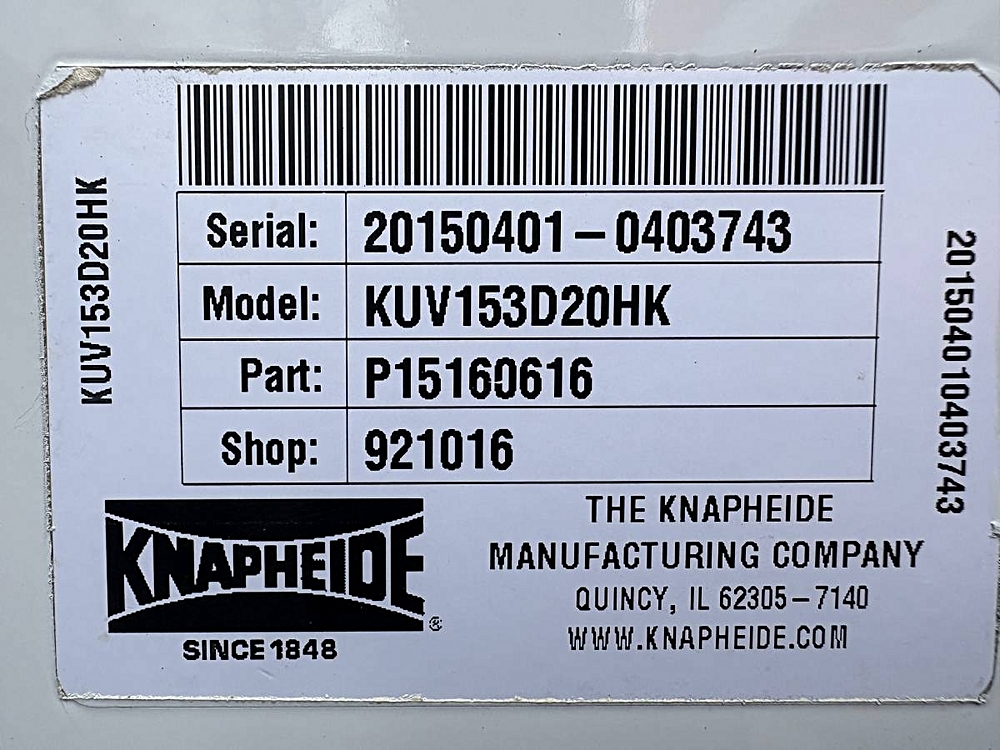 KUV153D20HK
Serial: 20150401-0403743
Model: KUV153D20HK
Part: P15160616
Shop: 921016
201504010403743
KNAPHEIDE®
SINCE 1848
THE KNAPHEIDE
MANUFACTURING COMPANY
QUINCY, IL 62305-7140
WWW.KNAPHEIDE.COM